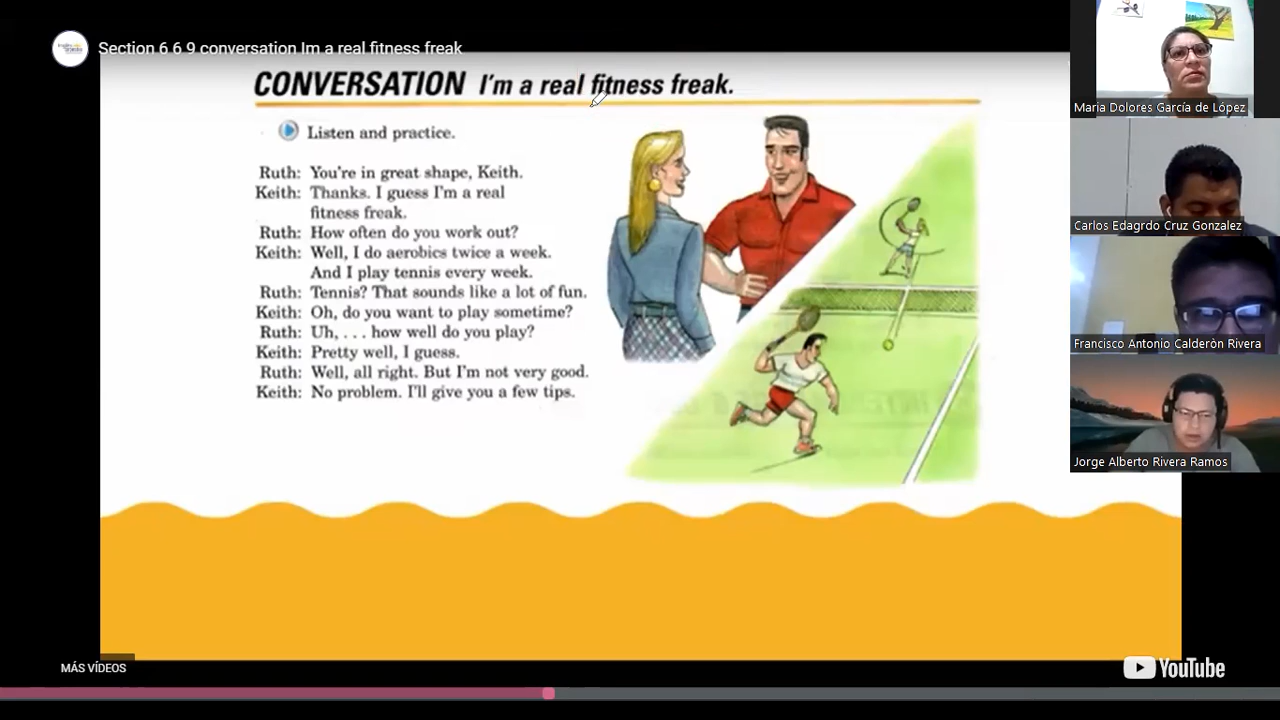 Section 6 6 9 conversation Im a real fitness freak
CONVERSATION I'm a real fitness freak.
Listen and practice.
Ruth: You're in great shape, Keith.
Keith: Thanks. I guess I'm a real
fitness freak.
Ruth: How often do you work out?
Keith: Well, I do aerobics twice a week.
And I play tennis every week.
Ruth: Tennis? That sounds like a lot of fun.
Keith: Oh, do you want to play sometime?
Ruth: Uh, . . . how well do you play?
Keith: Pretty well, I guess.
Ruth: Well, all right. But I'm not very good.
Keith: No problem. I'll give you a few tips.
Maria Dolores García de López
Carlos Edagrdo Cruz Gonzalez
Francisco Antonio Calderòn Rivera
Jorge Alberto Rivera Ramos
MÁS VÍDEOS
YouTube